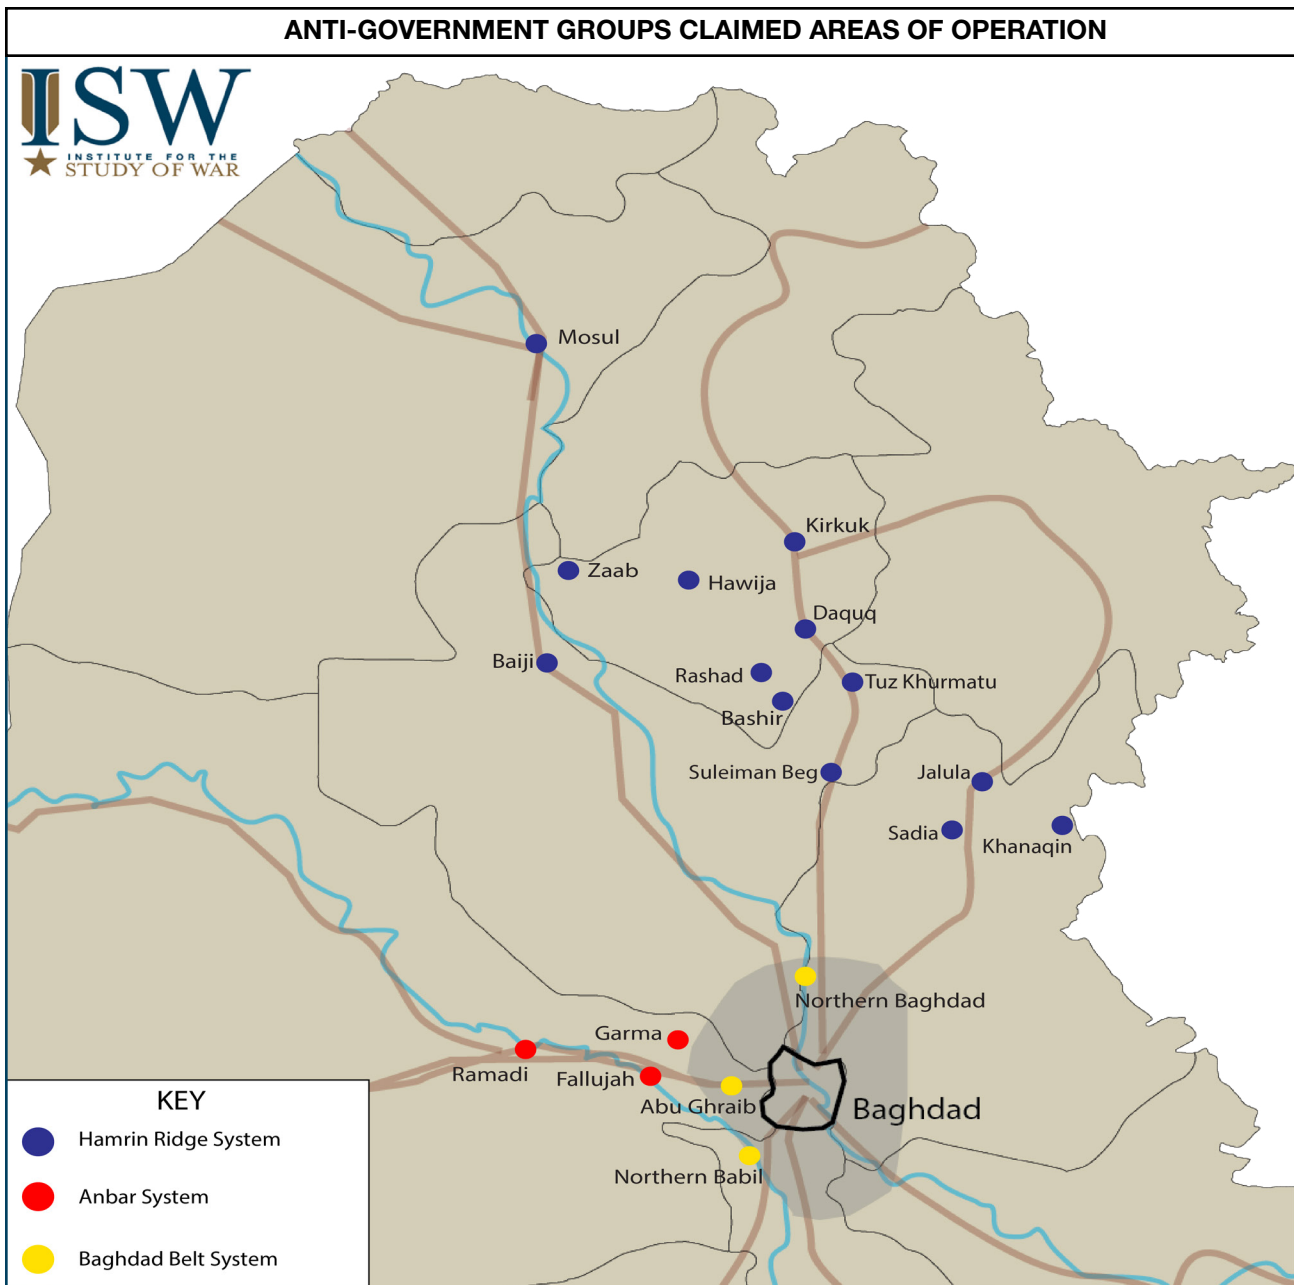 ANTI-GOVERNMENT GROUPS CLAIMED AREAS OF OPERATION
ISW
INSTITUTE FOR THE
STUDY OF WAR
Mosul
Kirkuk
Zaab
Hawija
Daquq
Baiji
Rashad
Tuz Khurmatu
Bashir
Suleiman Beg
Jalula
Sadia
Khanaqin
Northern Baghdad
Garma
Ramadi
Fallujah
Abu Ghraib
Baghdad
Northern Babil
KEY
Hamrin Ridge System
Anbar System
Baghdad Belt System